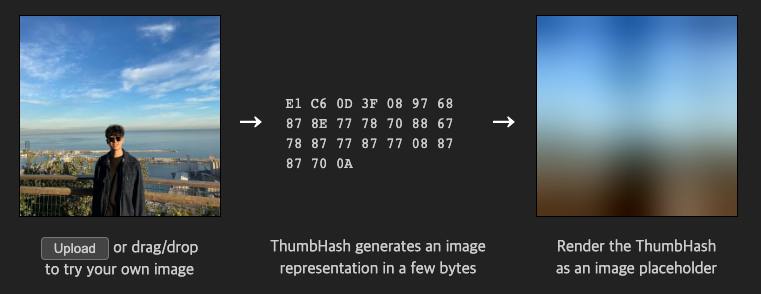 →
→
E1 C6 0D 3F 08 97 68
87 8E 77 78 70 88 67
78 87 77 87 77 08 87
87 70 0A
Upload or drag/drop
to try your own image
ThumbHash generates an image
representation in a few bytes
Render the ThumbHash
as an image placeholder